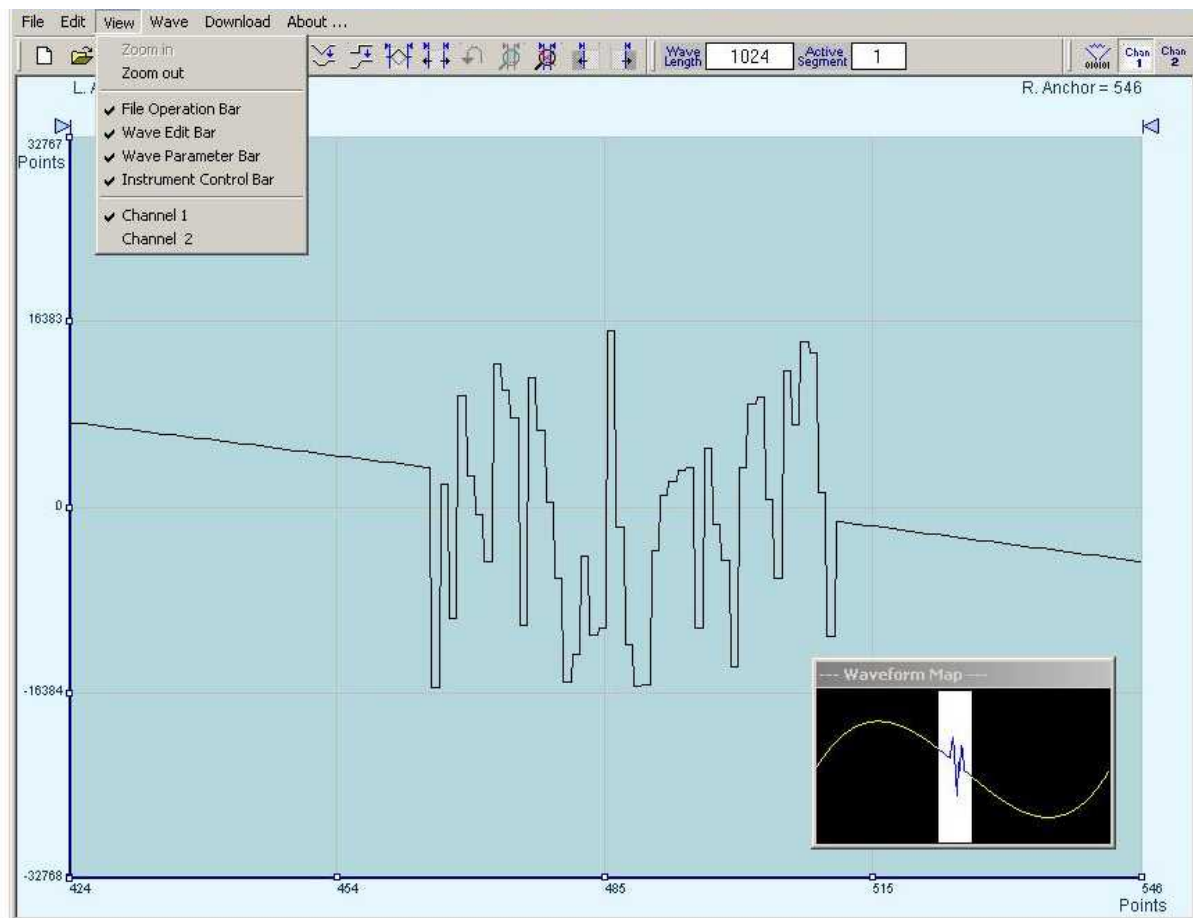 File Edit View Wave Download About ...
Zoom in
Zoom out
File Operation Bar
Wave Edit Bar
Wave Parameter Bar
Instrument Control Bar
Channel 1
Channel 2
Wave Length 1024
Active Segment 1
010101
Chan 1
Chan 2
L.
R. Anchor = 546
32767
Points
16383
0
-16384
-32768
424 454 485 515 546
Points
--- Waveform Map ---